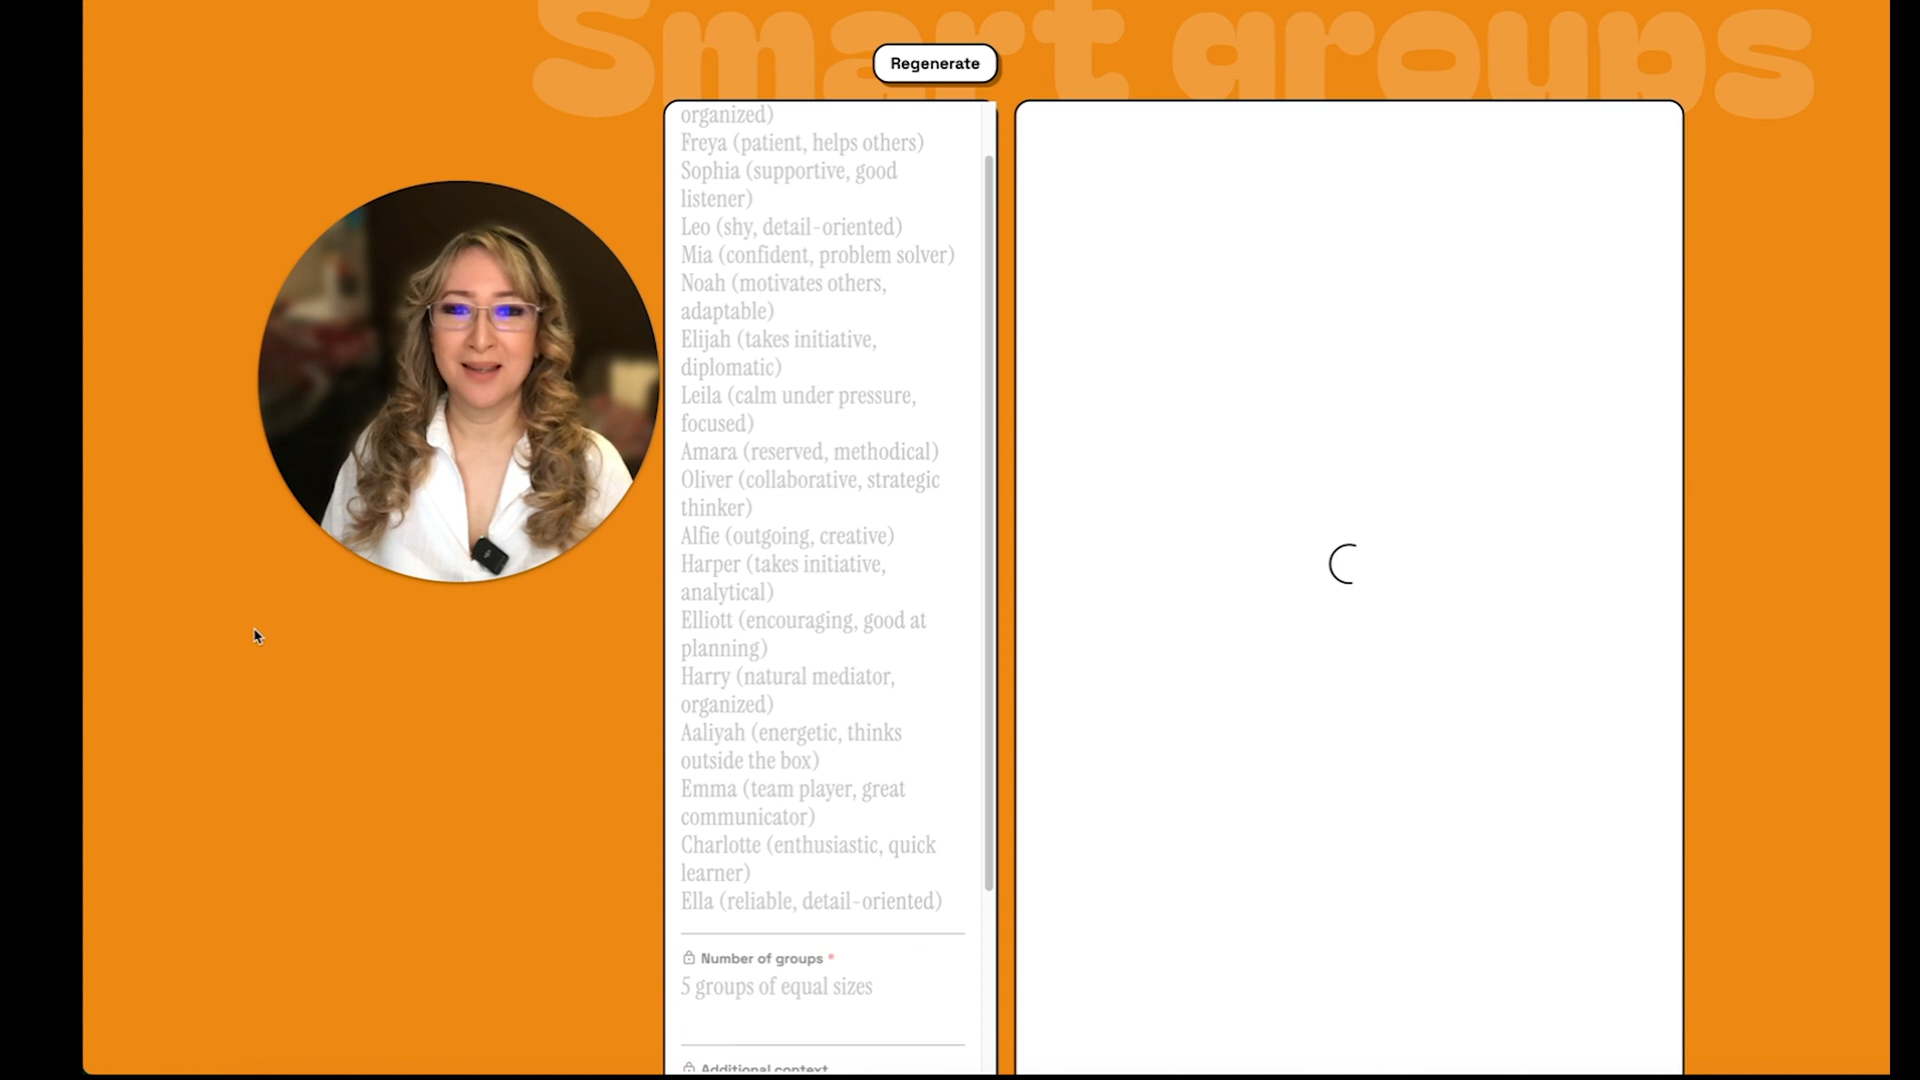 Smart groups
Regenerate
organized)
Freya (patient, helps others)
Sophia (supportive, good
listener)
Leo (shy, detail-oriented)
Mia (confident, problem solver)
Noah (motivates others,
adaptable)
Elijah (takes initiative,
diplomatic)
Leila (calm under pressure,
focused)
Amara (reserved, methodical)
Oliver (collaborative, strategic
thinker)
Alfie (outgoing, creative)
Harper (takes initiative,
analytical)
Elliott (encouraging, good at
planning)
Harry (natural mediator,
organized)
Aaliyah (energetic, thinks
outside the box)
Emma (team player, great
communicator)
Charlotte (enthusiastic, quick
learner)
Ella (reliable, detail-oriented)
Number of groups *
5 groups of equal sizes
Additional context